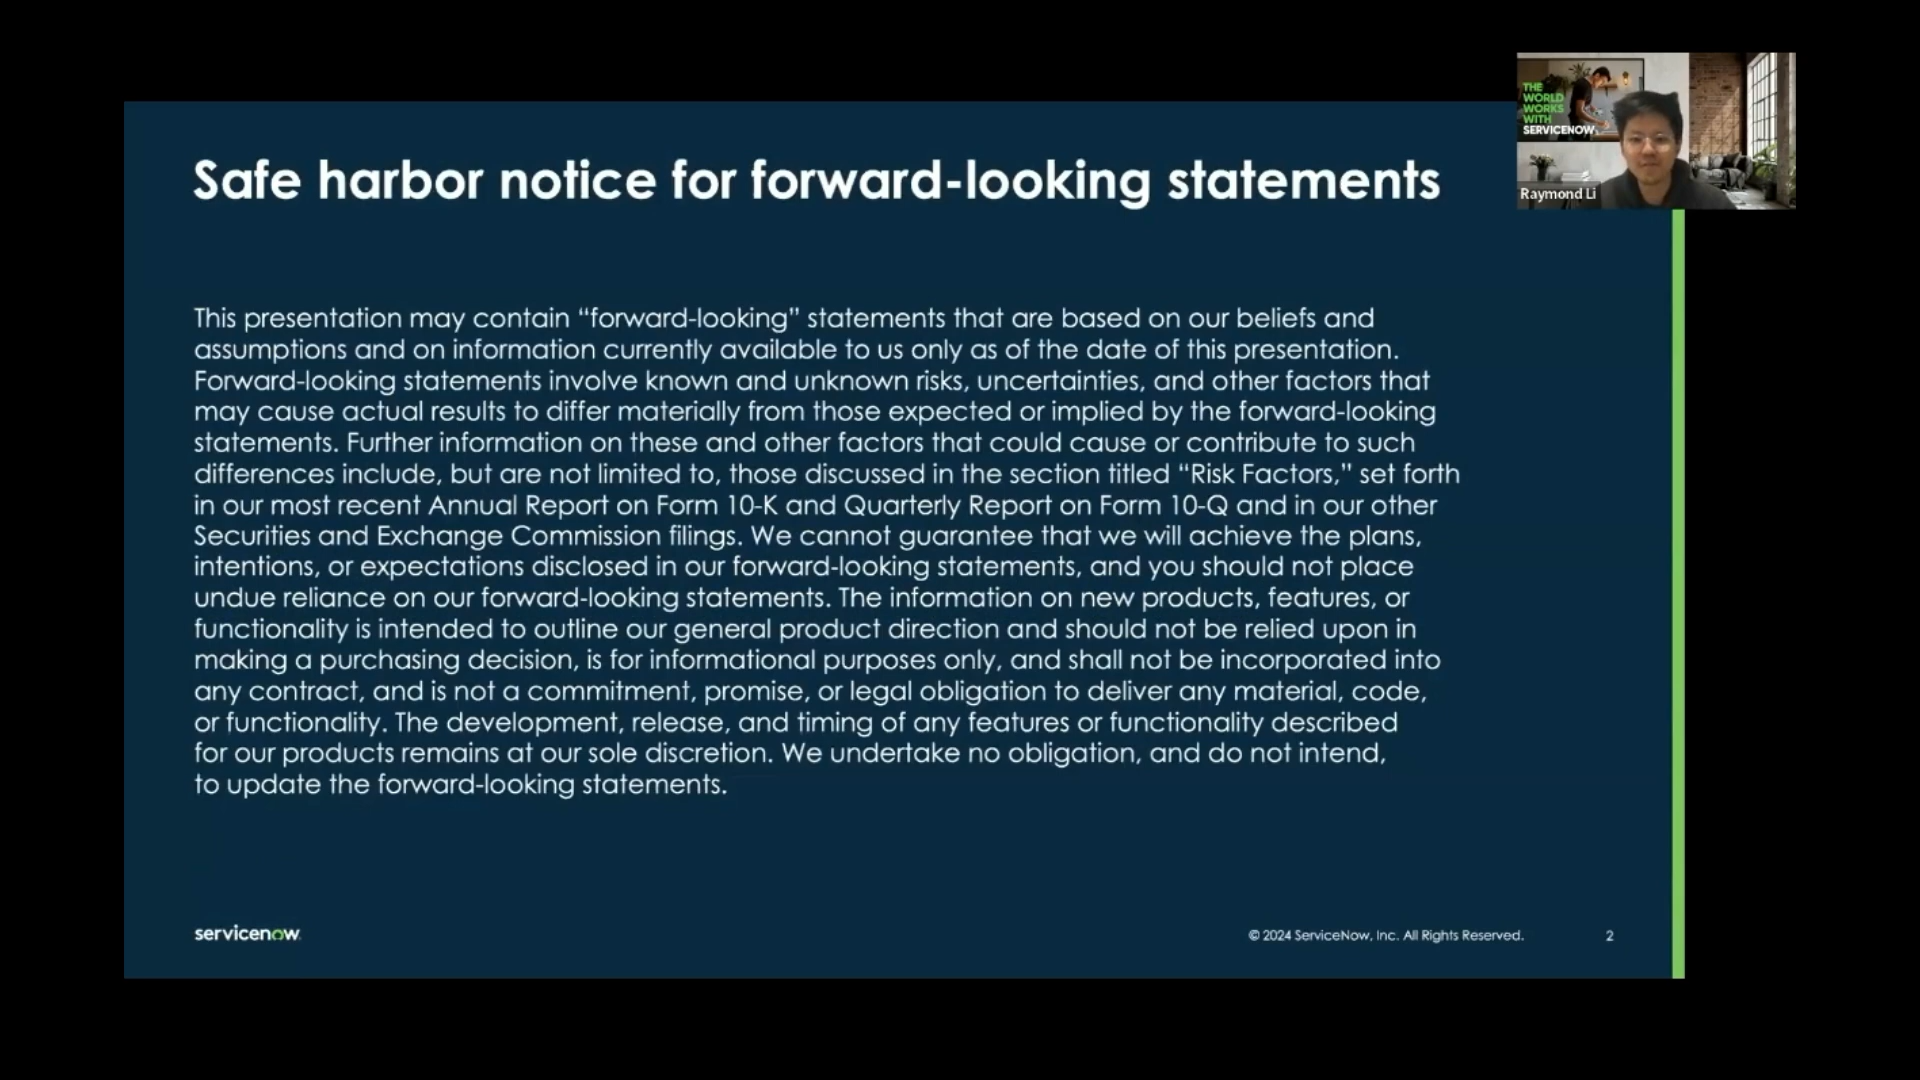 Safe harbor notice for forward-looking statements
THE
WORLD
WORKS
WITH
SERVICENOW
Raymond Li
This presentation may contain “forward-looking” statements that are based on our beliefs and
assumptions and on information currently available to us only as of the date of this presentation.
Forward-looking statements involve known and unknown risks, uncertainties, and other factors that
may cause actual results to differ materially from those expected or implied by the forward-looking
statements. Further information on these and other factors that could cause or contribute to such
differences include, but are not limited to, those discussed in the section titled “Risk Factors,” set forth
in our most recent Annual Report on Form 10-K and Quarterly Report on Form 10-Q and in our other
Securities and Exchange Commission filings. We cannot guarantee that we will achieve the plans,
intentions, or expectations disclosed in our forward-looking statements, and you should not place
undue reliance on our forward-looking statements. The information on new products, features, or
functionality is intended to outline our general product direction and should not be relied upon in
making a purchasing decision, is for informational purposes only, and shall not be incorporated into
any contract, and is not a commitment, promise, or legal obligation to deliver any material, code,
or functionality. The development, release, and timing of any features or functionality described
for our products remains at our sole discretion. We undertake no obligation, and do not intend,
to update the forward-looking statements.
servicenow
© 2024 ServiceNow, Inc. All Rights Reserved.
2